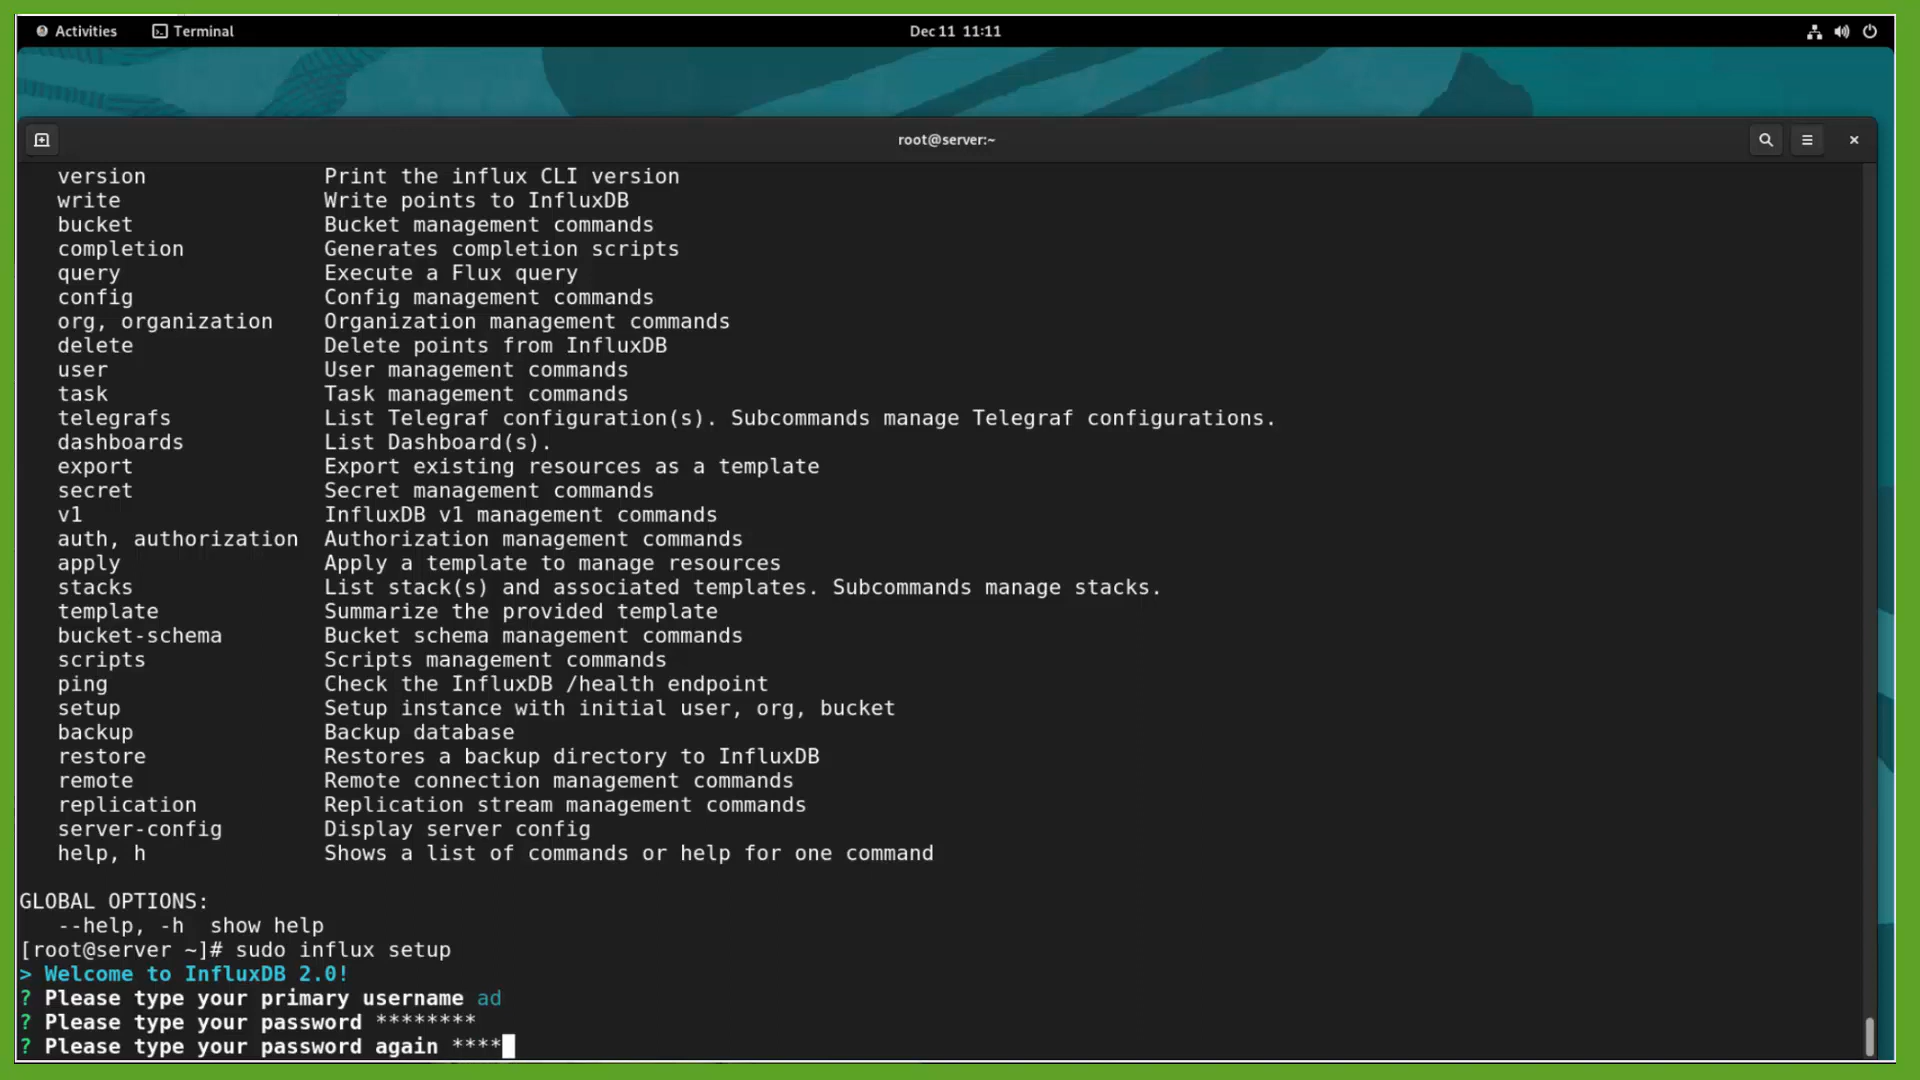 Activities Terminal Dec 11 11:11
root@server:~
version Print the influx CLI version
write Write points to InfluxDB
bucket Bucket management commands
completion Generates completion scripts
query Execute a Flux query
config Config management commands
org, organization Organization management commands
delete Delete points from InfluxDB
user User management commands
task Task management commands
telegrafs List Telegraf configuration(s). Subcommands manage Telegraf configurations.
dashboards List Dashboard(s).
export Export existing resources as a template
secret Secret management commands
v1 InfluxDB v1 management commands
auth, authorization Authorization management commands
apply Apply a template to manage resources
stacks List stack(s) and associated templates. Subcommands manage stacks.
template Summarize the provided template
bucket-schema Bucket schema management commands
scripts Scripts management commands
ping Check the InfluxDB /health endpoint
setup Setup instance with initial user, org, bucket
backup Backup database
restore Restores a backup directory to InfluxDB
remote Remote connection management commands
replication Replication stream management commands
server-config Display server config
help, h Shows a list of commands or help for one command
GLOBAL OPTIONS:
--help, -h show help
[root@server ~]# sudo influx setup
> Welcome to InfluxDB 2.0!
? Please type your primary username ad
? Please type your password ********
? Please type your password again ****